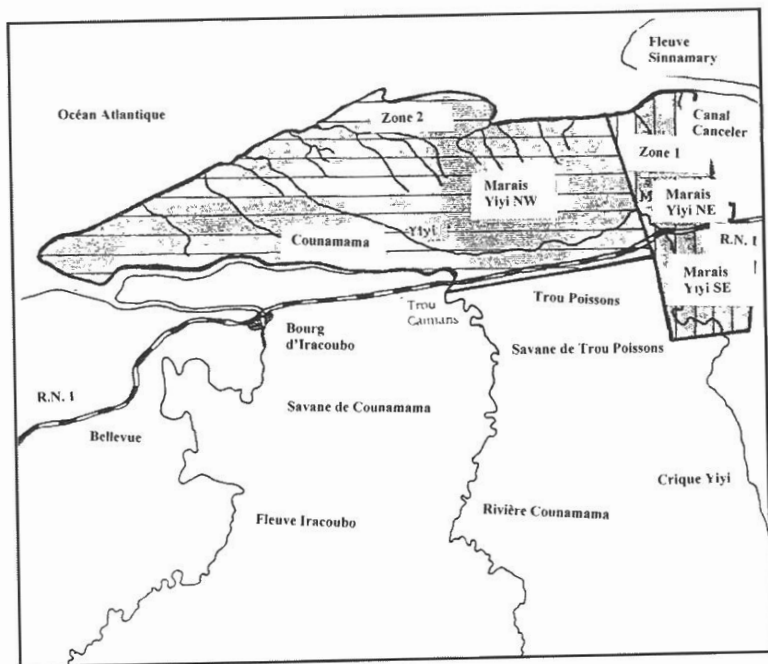 Fleuve
Sinnamary
Océan Atlantique
Zone 2
Canal
Canceler
Zone 1
Marais
Yiyi NW
M
Marais
Yiyi NE
Counamama
Yiyi
R.N. 1
Marais
Yiyi SE
Trou
Trou Poissons
Bourg
d'Iracoubo
Savane de Trou Poissons
R.N. 1
Savane de Counamama
Bellevue
Crique Yiyi
Fleuve Iracoubo
Rivière Counamama